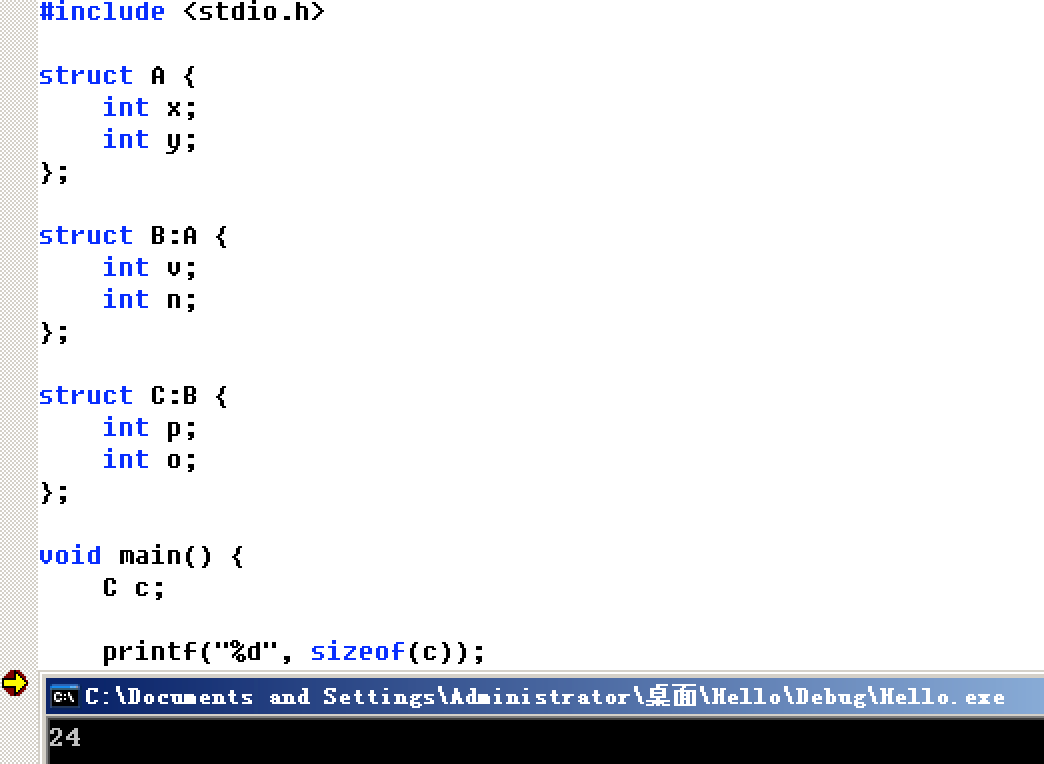 #include <stdio.h>
struct A {
    int x;
    int y;
};
struct B:A {
    int v;
    int n;
};
struct C:B {
    int p;
    int o;
};
void main() {
    C c;
    printf("%d", sizeof(c));
C:\ C:\Documents and Settings\Administrator\桌面\Hello\Debug\Hello.exe
24